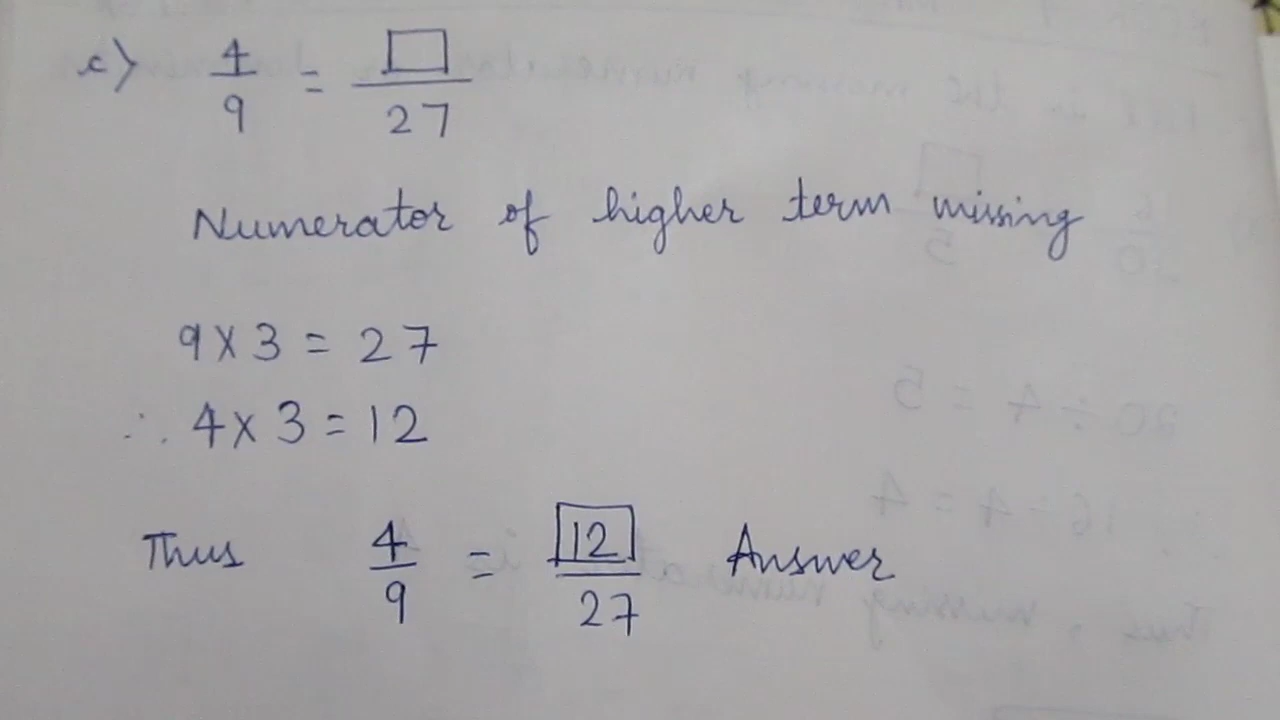 c) 4/9 = □/27
Numerator of higher term missing
9 x 3 = 27
∴ 4 x 3 = 12
Thus 4/9 = 12/27 Answer